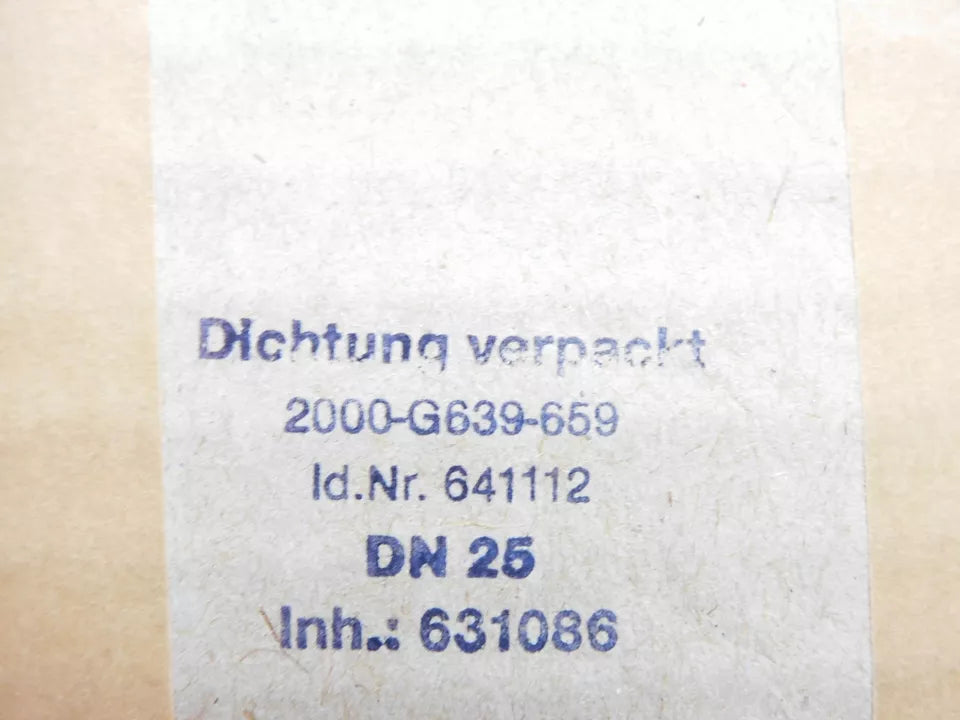 Dichtung verpackt
2000-G639-659
Id.Nr. 641112
DN 25
Inh.: 631086